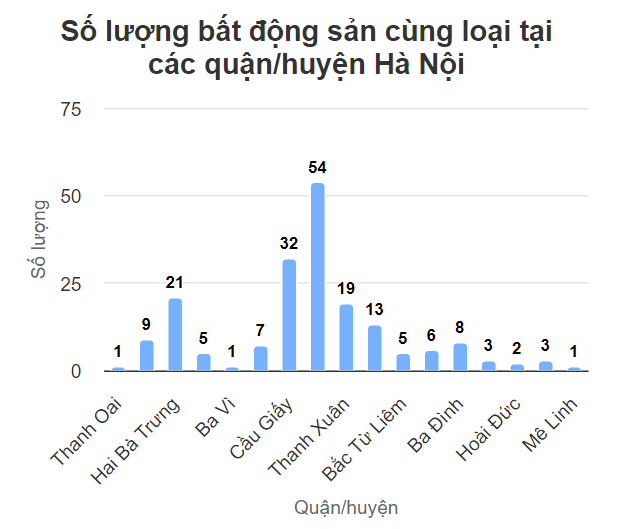 Số lượng bất động sản cùng loại tại
các quận/huyện Hà Nội
75
50
25
0
Số lượng
1
9
21
5
1
7
32
54
19
13
5
6
8
3
2
3
1
Thanh Oai
Hai Bà Trưng
Ba Vì
Cầu Giấy
Thanh Xuân
Bắc Từ Liêm
Ba Đình
Hoài Đức
Mê Linh
Quận/huyện